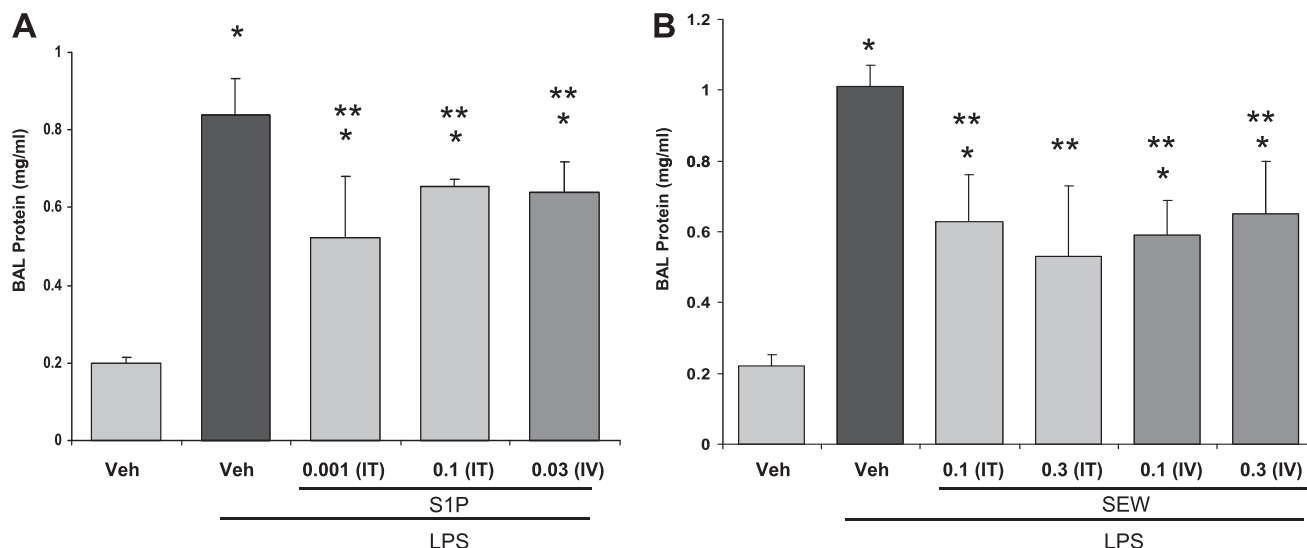 A
BAL Protein (mg/ml)
1
0.8
0.6
0.4
0.2
0
*
**
*
**
*
**
*
Veh Veh 0.001 (IT) 0.1 (IT) 0.03 (IV)
S1P
LPS
B
BAL Protein (mg/ml)
1.2
1
0.8
0.6
0.4
0.2
0
*
**
*
**
**
*
**
*
Veh Veh 0.1 (IT) 0.3 (IT) 0.1 (IV) 0.3 (IV)
SEW
LPS